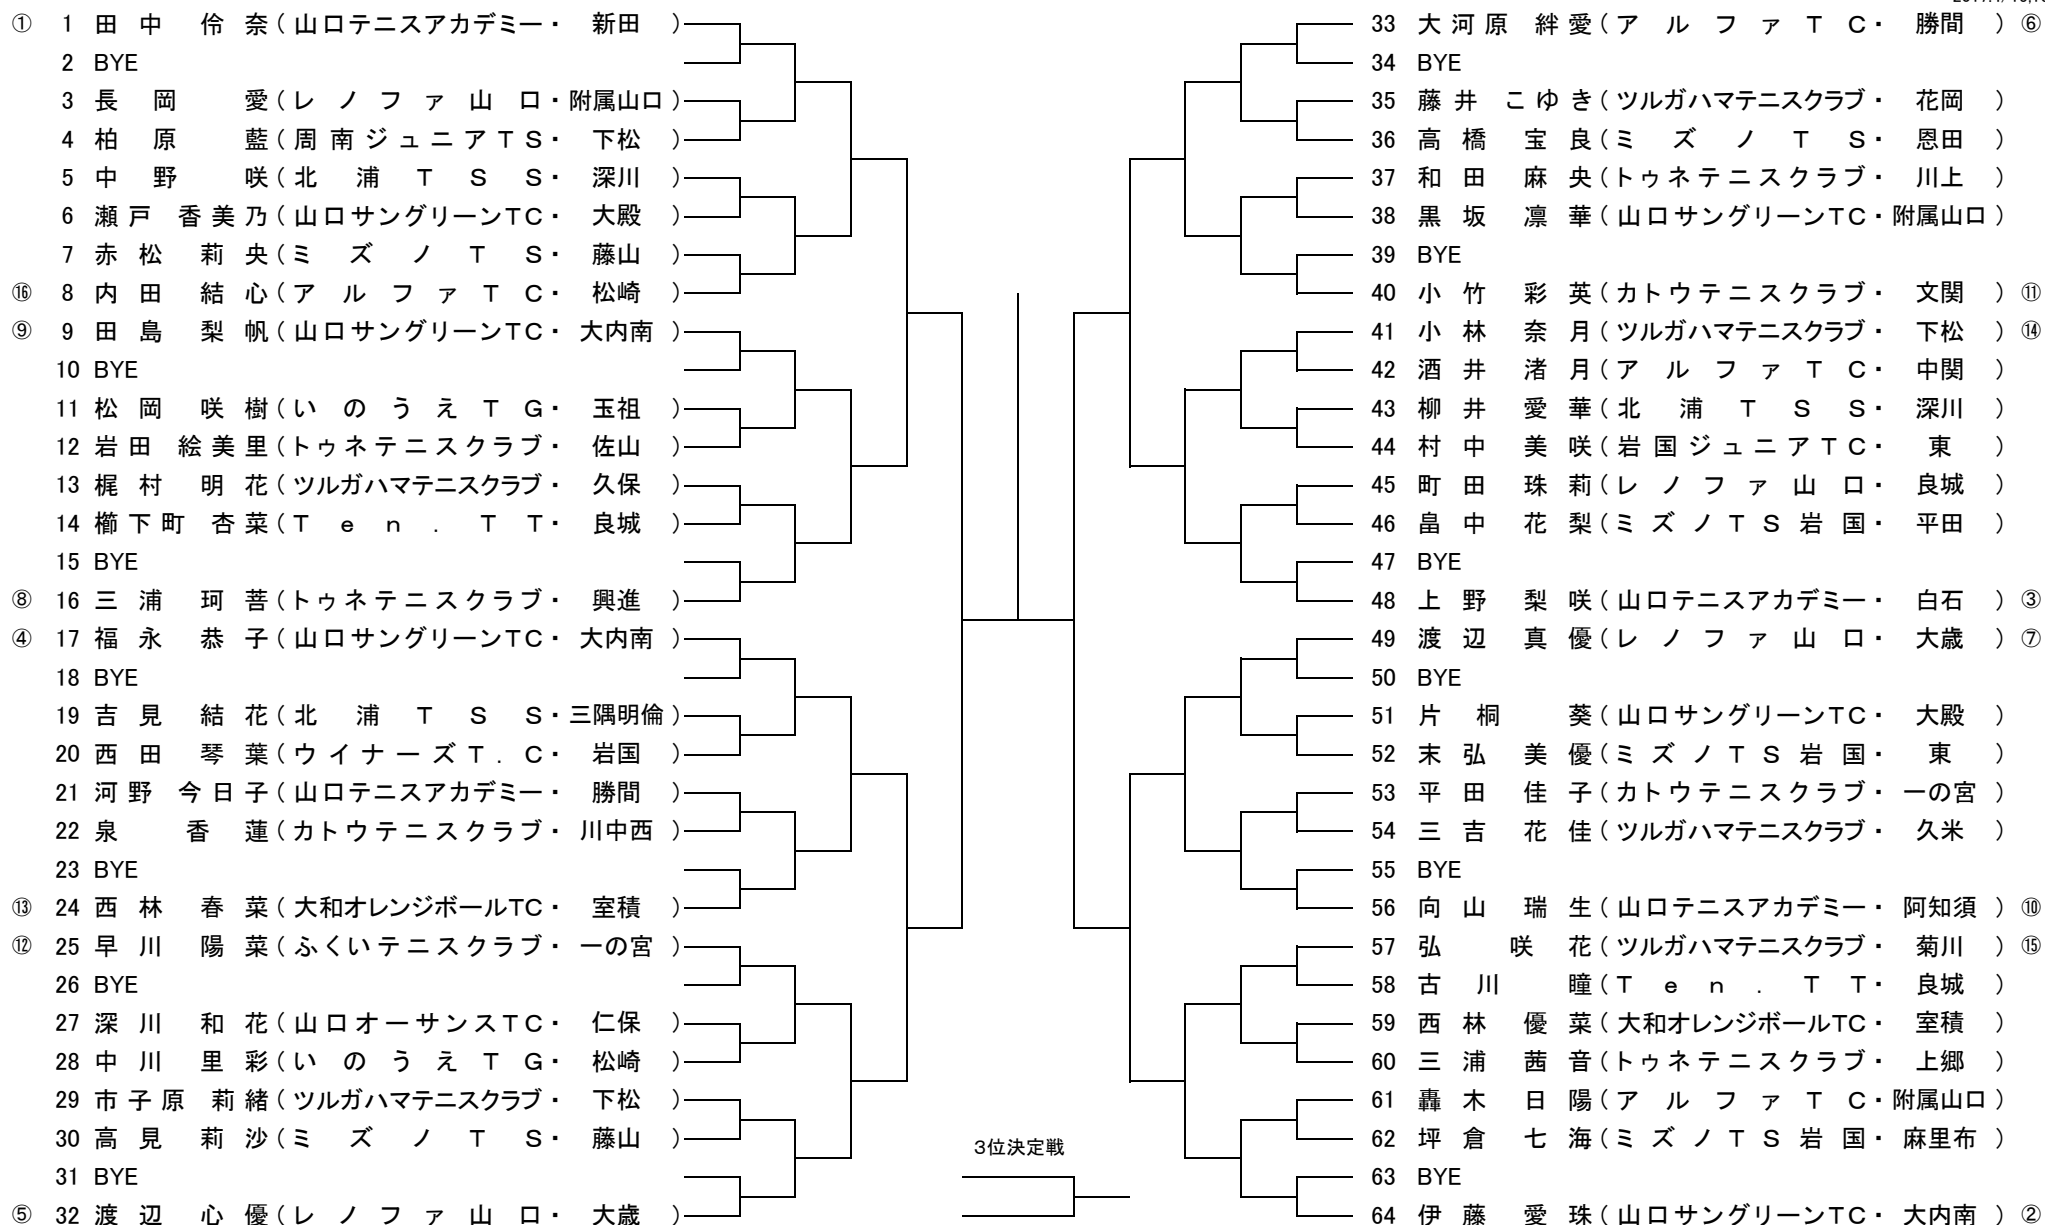 ① 1 田中 伶奈 (山口テニスアカデミー・ 新田 )
2 BYE
3 長岡 愛 (レノファ山口・附属山口)
4 柏原 藍 (周南ジュニアTS・ 下松 )
5 中野 咲 (北浦TSS・ 深川 )
6 瀬戸 香美乃 (山口サングリーンTC・ 大殿 )
7 赤松 莉央 (ミズノTS・ 藤山 )
⑯ 8 内田 結心 (アルファTC・ 松崎 )
⑨ 9 田島 梨帆 (山口サングリーンTC・ 大内南 )
10 BYE
11 松岡 咲樹 (いのうえTG・ 玉祖 )
12 岩田 絵美里 (トゥネテニスクラブ・ 佐山 )
13 梶村 明花 (ツルガハマテニスクラブ・ 久保 )
14 櫛下町 杏菜 (Ten.TT・ 良城 )
15 BYE
⑧ 16 三浦 珂菩 (トゥネテニスクラブ・ 興進 )
④ 17 福永 恭子 (山口サングリーンTC・ 大内南 )
18 BYE
19 吉見 結花 (北浦TSS・三隅明倫)
20 西田 琴葉 (ウイナーズT.C・ 岩国 )
21 河野 今日子 (山口テニスアカデミー・ 勝間 )
22 泉 香蓮 (カトウテニスクラブ・ 川中西 )
23 BYE
⑬ 24 西林 春菜 (大和オレンジボールTC・ 室積 )
⑫ 25 早川 陽菜 (ふくいテニスクラブ・ 一の宮 )
26 BYE
27 深川 和花 (山口オーサンスTC・ 仁保 )
28 中川 里彩 (いのうえTG・ 松崎 )
29 市子原 莉緒 (ツルガハマテニスクラブ・ 下松 )
30 高見 莉沙 (ミズノTS・ 藤山 )
31 BYE
⑤ 32 渡辺 心優 (レノファ山口・ 大歳 )
3位決定戦
33 大河原 絆愛 (アルファTC・ 勝間 ) ⑥
34 BYE
35 藤井 こゆき (ツルガハマテニスクラブ・ 花岡 )
36 高橋 宝良 (ミズノTS・ 恩田 )
37 和田 麻央 (トゥネテニスクラブ・ 川上 )
38 黒坂 凛華 (山口サングリーンTC・附属山口)
39 BYE
40 小竹 彩英 (カトウテニスクラブ・ 文関 ) ⑪
41 小林 奈月 (ツルガハマテニスクラブ・ 下松 ) ⑭
42 酒井 渚月 (アルファTC・ 中関 )
43 柳井 愛華 (北浦TSS・ 深川 )
44 村中 美咲 (岩国ジュニアTC・ 東 )
45 町田 珠莉 (レノファ山口・ 良城 )
46 畠中 花梨 (ミズノTS岩国・ 平田 )
47 BYE
48 上野 梨咲 (山口テニスアカデミー・ 白石 ) ③
49 渡辺 真優 (レノファ山口・ 大歳 ) ⑦
50 BYE
51 片桐 葵 (山口サングリーンTC・ 大殿 )
52 末弘 美優 (ミズノTS岩国・ 東 )
53 平田 佳子 (カトウテニスクラブ・ 一の宮 )
54 三吉 花佳 (ツルガハマテニスクラブ・ 久米 )
55 BYE
56 向山 瑞生 (山口テニスアカデミー・ 阿知須 ) ⑩
57 弘 咲花 (ツルガハマテニスクラブ・ 菊川 ) ⑮
58 古川 瞳 (Ten.TT・ 良城 )
59 西林 優菜 (大和オレンジボールTC・ 室積 )
60 三浦 茜音 (トゥネテニスクラブ・ 上郷 )
61 轟木 日陽 (アルファTC・附属山口)
62 坪倉 七海 (ミズノTS岩国・ 麻里布 )
63 BYE
64 伊藤 愛珠 (山口サングリーンTC・ 大内南 ) ②